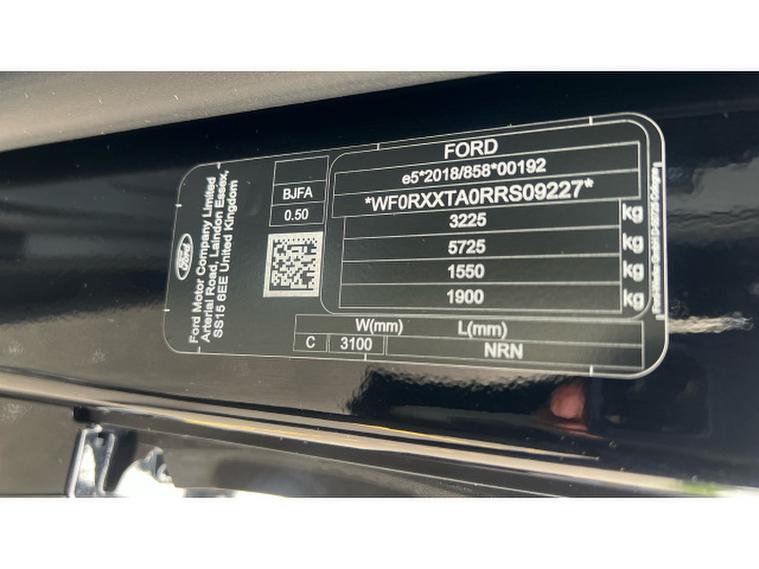 Ford
Ford Motor Company Limited
Arterial Road, Laindon Essex,
SS15 6EE United Kingdom
BJFA
0.50
FORD
e5*2018/858*00192
*WF0RXXTA0RRS09227*
3225 kg
5725 kg
1550 kg
1900 kg
W(mm) L(mm)
C 3100 NRN